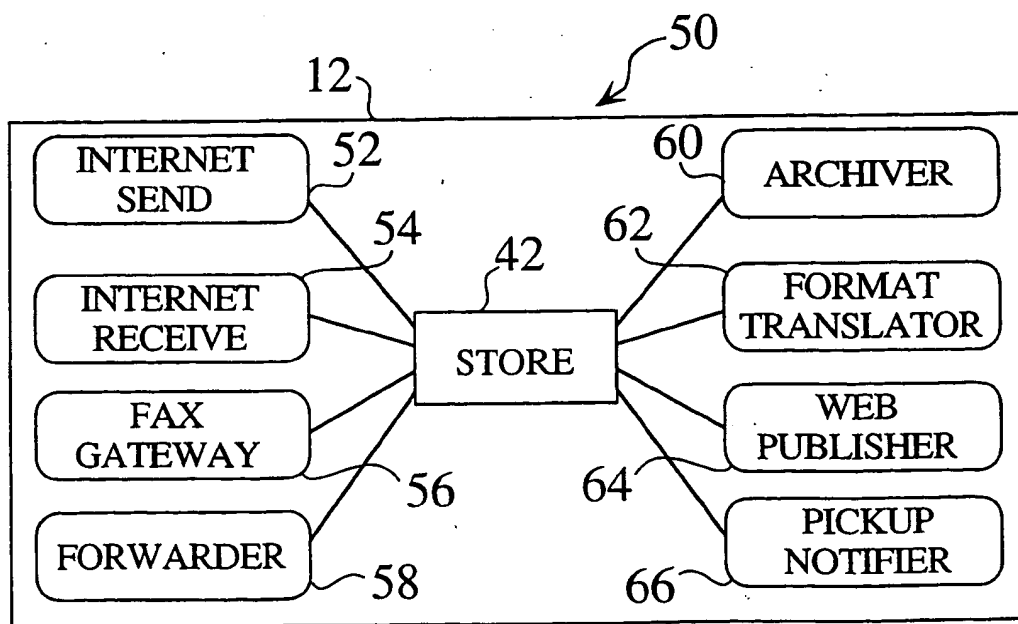 50
12
INTERNET
SEND
52
60
ARCHIVER
54
INTERNET
RECEIVE
42
STORE
62
FORMAT
TRANSLATOR
FAX
GATEWAY
56
64
WEB
PUBLISHER
FORWARDER
58
66
PICKUP
NOTIFIER